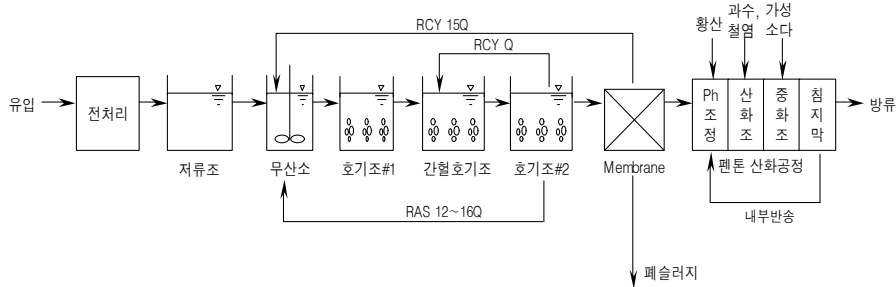 RCY 15Q
RCY Q
황산
과수,
철염
가성
소다
유입
전처리
Ph
조
정
산
화
조
중
화
조
침
지
막
방류
저류조
무산소
호기조#1
간헐호기조
호기조#2
Membrane
펜톤 산화공정
RAS 12~16Q
내부반송
폐슬러지